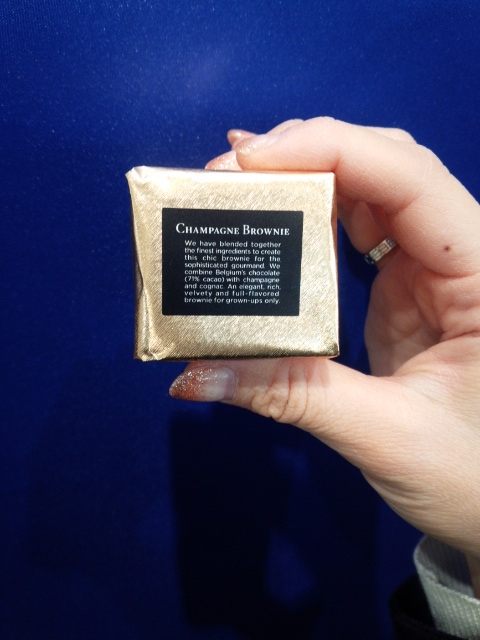 CHAMPAGNE BROWNIE
We have blended together
the finest ingredients to create
this chic brownie for the
sophisticated gourmand. We
combine Belgium's chocolate
(71% cacao) with champagne
and cognac. An elegant, rich,
velvety and full-flavored
brownie for grown-ups only.